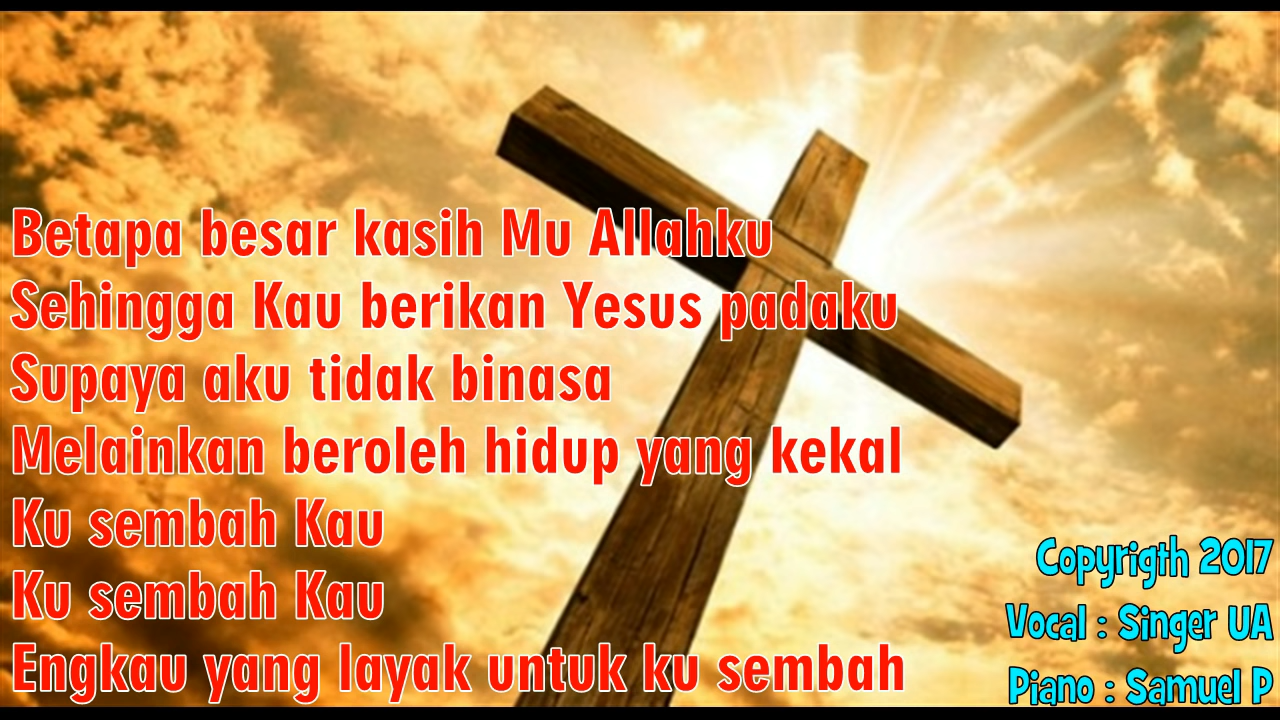 Betapa besar kasih Mu Allahku
Sehingga Kau berikan Yesus padaku
Supaya aku tidak binasa
Melainkan beroleh hidup yang kekal
Ku sembah Kau
Ku sembah Kau
Engkau yang layak untuk ku sembah
Copyrigth 2017
Vocal : Singer UA
Piano : Samuel P